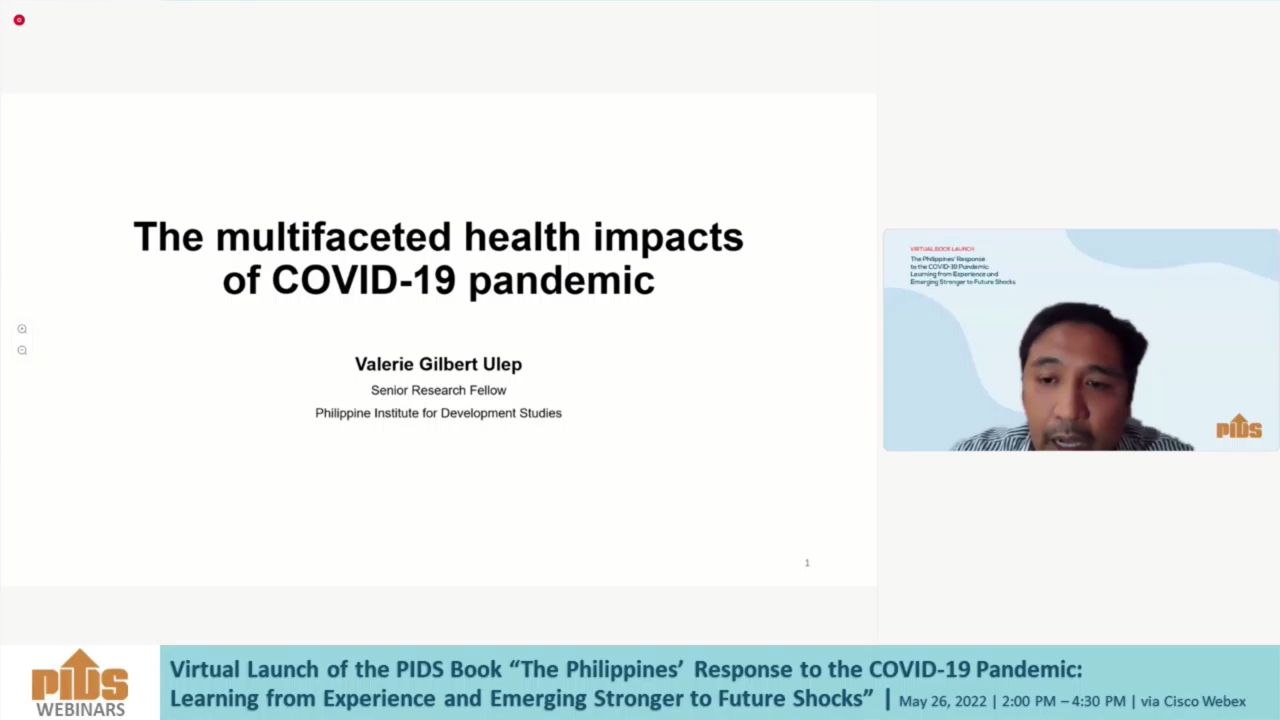 The multifaceted health impacts
of COVID-19 pandemic
Valerie Gilbert Ulep
Senior Research Fellow
Philippine Institute for Development Studies
1
VIRTUAL BOOK LAUNCH
The Philippines' Response
to the COVID-19 Pandemic:
Learning from Experience and
Emerging Stronger to Future Shocks
PIDS
PIDS
WEBINARS
Virtual Launch of the PIDS Book “The Philippines’ Response to the COVID-19 Pandemic:
Learning from Experience and Emerging Stronger to Future Shocks” | May 26, 2022 | 2:00 PM – 4:30 PM | via Cisco Webex